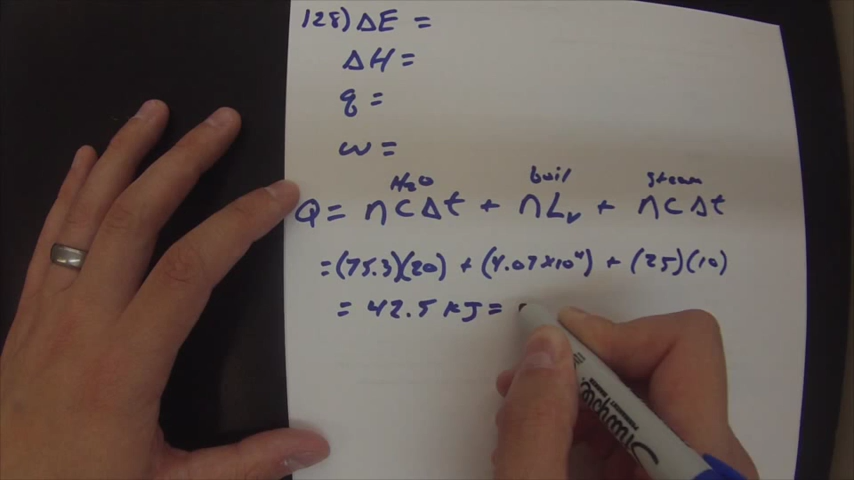 128) ΔE =
ΔH =
q =
w =
H₂O boil steam
Q = nCΔt + nLᵥ + nCΔt
= (75.3)(20) + (4.07×10⁴) + (25)(10)
= 42.5 KJ =
Sharpie